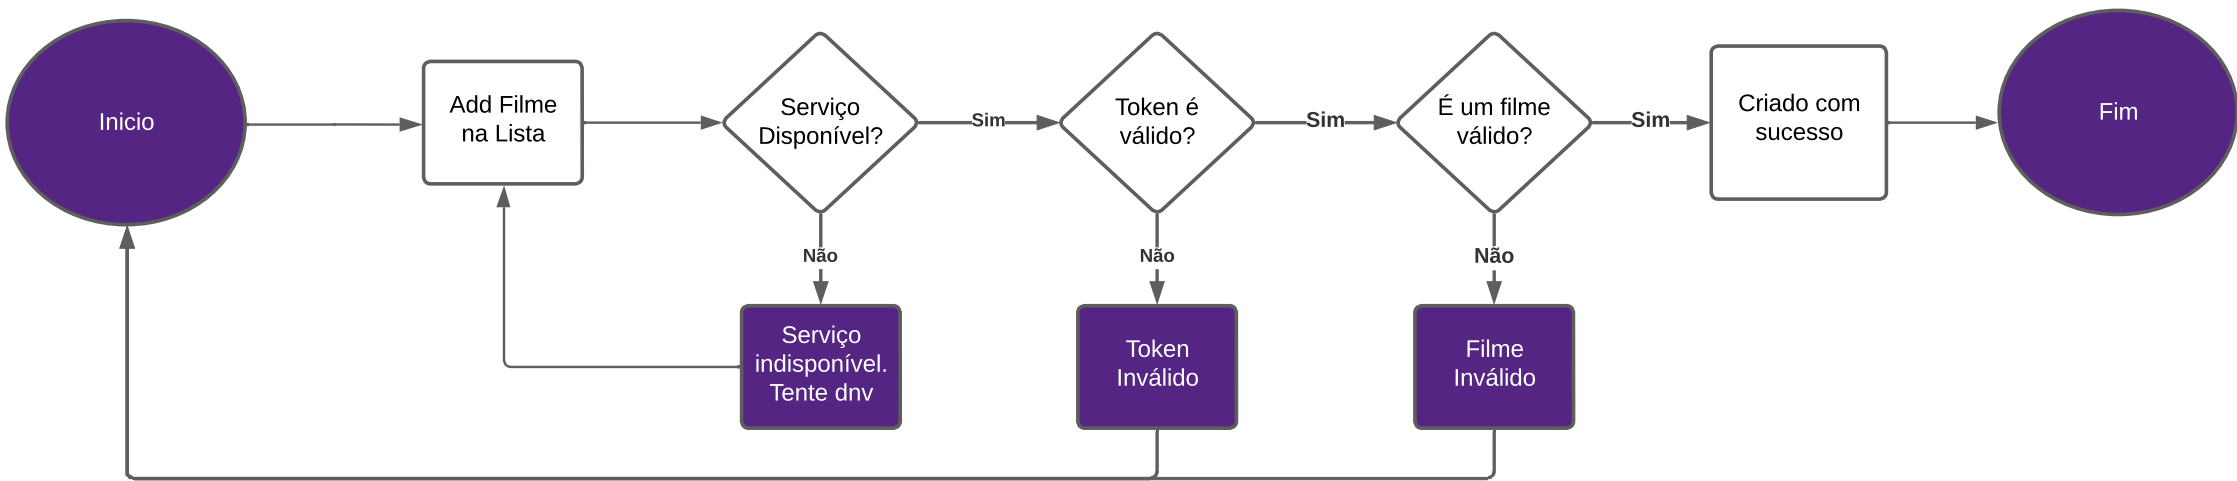 Inicio
Add Filme
na Lista
Serviço
Disponível?
Sim
Token é
válido?
Sim
É um filme
válido?
Sim
Criado com
sucesso
Fim
Não
Não
Não
Serviço
indisponível.
Tente dnv
Token
Inválido
Filme
Inválido